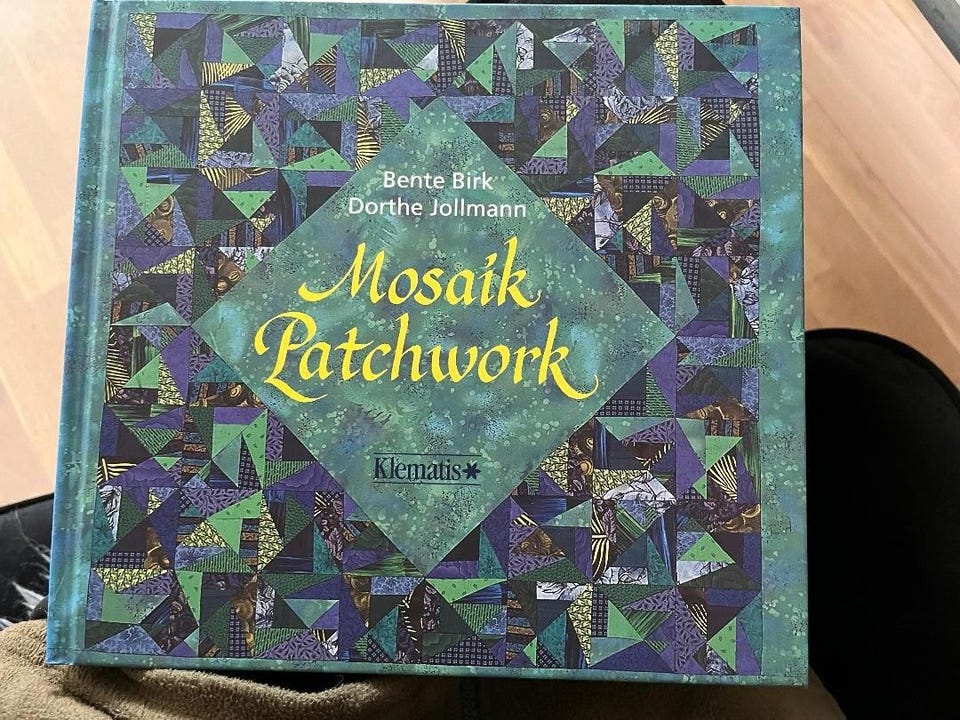 Bente Birk
Dorthe Jollmann
Mosaik
Patchwork
Klematis